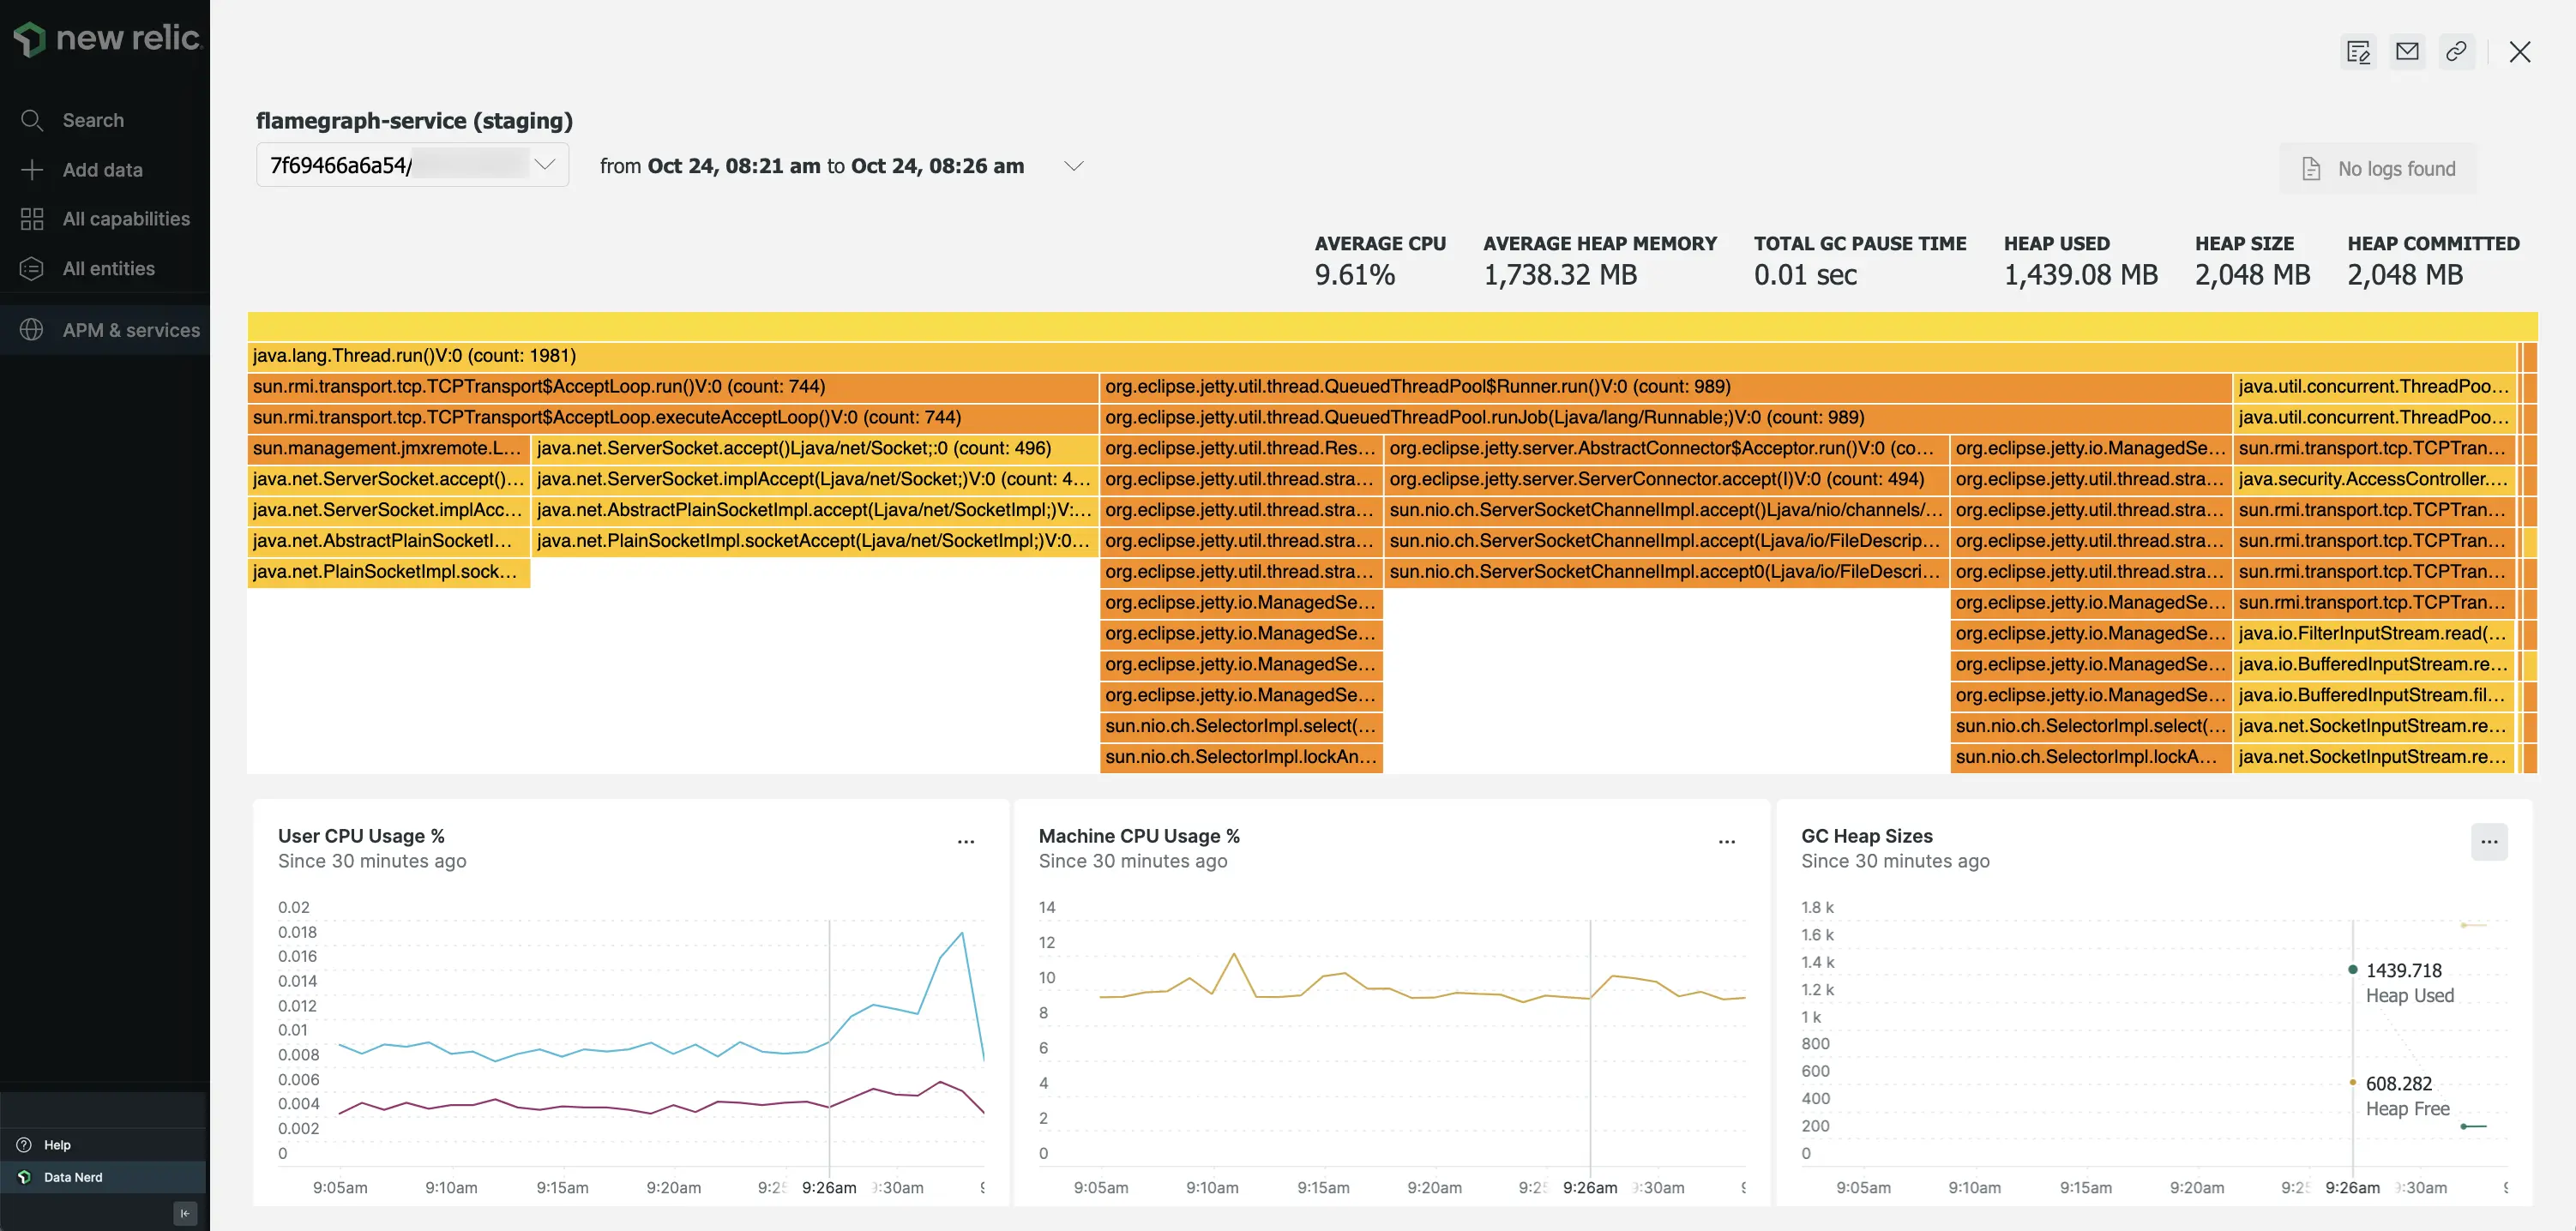 new relic.
Search
Add data
All capabilities
All entities
APM & services
Help
Data Nerd
flamegraph-service (staging)
7f69466a6a54/
from Oct 24, 08:21 am to Oct 24, 08:26 am
No logs found
AVERAGE CPU AVERAGE HEAP MEMORY TOTAL GC PAUSE TIME HEAP USED HEAP SIZE HEAP COMMITTED
9.61% 1,738.32 MB 0.01 sec 1,439.08 MB 2,048 MB 2,048 MB
java.lang.Thread.run()V:0 (count: 1981)
sun.rmi.transport.tcp.TCPTransport$AcceptLoop.run()V:0 (count: 744) org.eclipse.jetty.util.thread.QueuedThreadPool$Runner.run()V:0 (count: 989) java.util.concurrent.ThreadPoo...
sun.rmi.transport.tcp.TCPTransport$AcceptLoop.executeAcceptLoop()V:0 (count: 744) org.eclipse.jetty.util.thread.QueuedThreadPool.runJob(Ljava/lang/Runnable;)V:0 (count: 989) java.util.concurrent.ThreadPoo...
sun.management.jmxremote.L... java.net.ServerSocket.accept()Ljava/net/Socket;:0 (count: 496) org.eclipse.jetty.util.thread.Res... org.eclipse.jetty.server.AbstractConnector$Acceptor.run()V:0 (co... org.eclipse.jetty.io.ManagedSe... sun.rmi.transport.tcp.TCPTran...
java.net.ServerSocket.accept()... java.net.ServerSocket.implAccept(Ljava/net/Socket;)V:0 (count: 4... org.eclipse.jetty.util.thread.stra... org.eclipse.jetty.server.ServerConnector.accept(I)V:0 (count: 494) org.eclipse.jetty.util.thread.stra... java.security.AccessController....
java.net.ServerSocket.implAcc... java.net.AbstractPlainSocketImpl.accept(Ljava/net/SocketImpl;)V:... org.eclipse.jetty.util.thread.stra... sun.nio.ch.ServerSocketChannelImpl.accept()Ljava/nio/channels/... org.eclipse.jetty.util.thread.stra... sun.rmi.transport.tcp.TCPTran...
java.net.AbstractPlainSocketI... java.net.PlainSocketImpl.socketAccept(Ljava/net/SocketImpl;)V:0... org.eclipse.jetty.util.thread.stra... sun.nio.ch.ServerSocketChannelImpl.accept(Ljava/io/FileDescrip... org.eclipse.jetty.util.thread.stra... sun.rmi.transport.tcp.TCPTran...
java.net.PlainSocketImpl.sock... org.eclipse.jetty.util.thread.stra... sun.nio.ch.ServerSocketChannelImpl.accept0(Ljava/io/FileDescri... org.eclipse.jetty.util.thread.stra... sun.rmi.transport.tcp.TCPTran...
org.eclipse.jetty.io.ManagedSe... org.eclipse.jetty.io.ManagedSe... sun.rmi.transport.tcp.TCPTran...
org.eclipse.jetty.io.ManagedSe... org.eclipse.jetty.io.ManagedSe... java.io.FilterInputStream.read(...
org.eclipse.jetty.io.ManagedSe... org.eclipse.jetty.io.ManagedSe... java.io.BufferedInputStream.re...
org.eclipse.jetty.io.ManagedSe... org.eclipse.jetty.io.ManagedSe... java.io.BufferedInputStream.fil...
sun.nio.ch.SelectorImpl.select(... sun.nio.ch.SelectorImpl.select(... java.net.SocketInputStream.re...
sun.nio.ch.SelectorImpl.lockAn... sun.nio.ch.SelectorImpl.lockA... java.net.SocketInputStream.re...
User CPU Usage %
Since 30 minutes ago
0.02
0.018
0.016
0.014
0.012
0.01
0.008
0.006
0.004
0.002
0
9:05am 9:10am 9:15am 9:20am 9:25 9:26am 9:30am
Machine CPU Usage %
Since 30 minutes ago
14
12
10
8
6
4
2
0
9:05am 9:10am 9:15am 9:20am 9:25 9:26am 9:30am
GC Heap Sizes
Since 30 minutes ago
1.8 k
1.6 k
1.4 k
1.2 k
1 k
800
600
400
200
0
1439.718
Heap Used
608.282
Heap Free
9:05am 9:10am 9:15am 9:20am 9:25 9:26am 9:30am